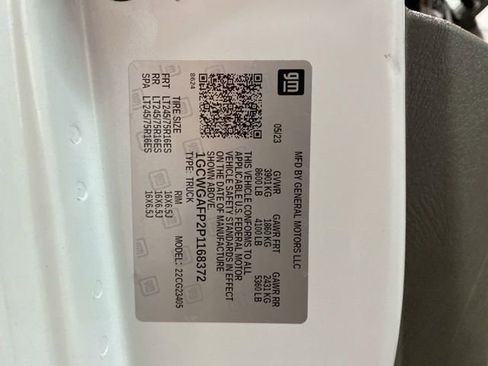 gm
MFD BY GENERAL MOTORS LLC
05/23 GVWR GAWR FRT GAWR RR
3901 KG 1860 KG 2431 KG
8600 LB 4100 LB 5360 LB
THIS VEHICLE CONFORMS TO ALL
APPLICABLE U.S. FEDERAL MOTOR
VEHICLE SAFETY STANDARDS IN EFFECT
ON THE DATE OF MANUFACTURE
SHOWN ABOVE.
1GCWGAFP2P1168372
TYPE: TRUCK MODEL: 22CG23405
8624 TIRE SIZE RIM
FRT LT245/75R16ES 16X6.5J
RR LT245/75R16ES 16X6.5J
SPA LT245/75R16ES 16X6.5J